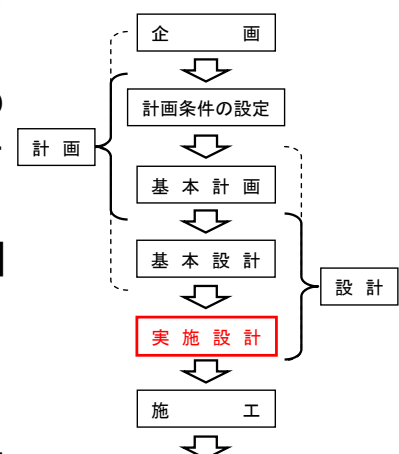 企 画
計画条件の設定
計 画
基 本 計 画
基 本 設 計
設 計
実 施 設 計
施 工